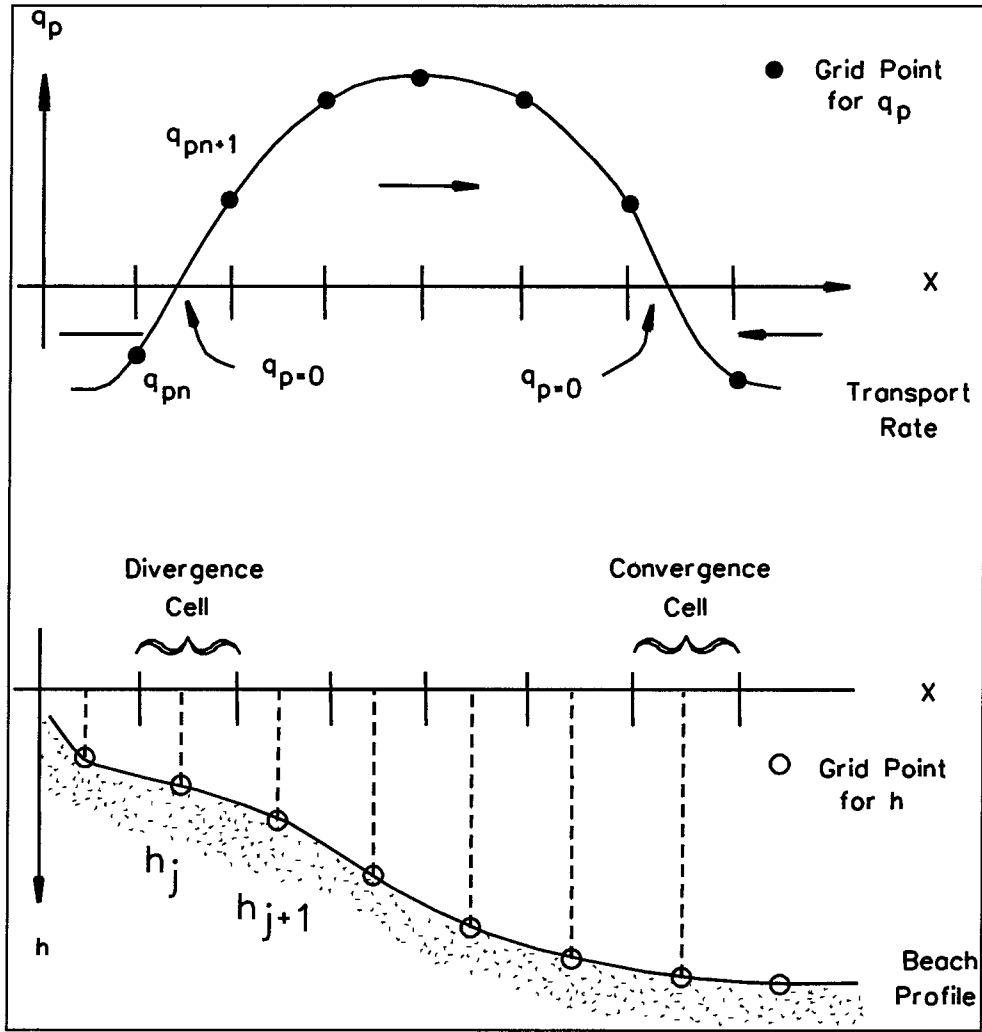 q_p
Grid Point
for q_p
q_pn+1
x
q_pn
q_p=0
q_p=0
Transport
Rate
Divergence
Cell
Convergence
Cell
x
Grid Point
for h
h_j
h_j+1
h
Beach
Profile